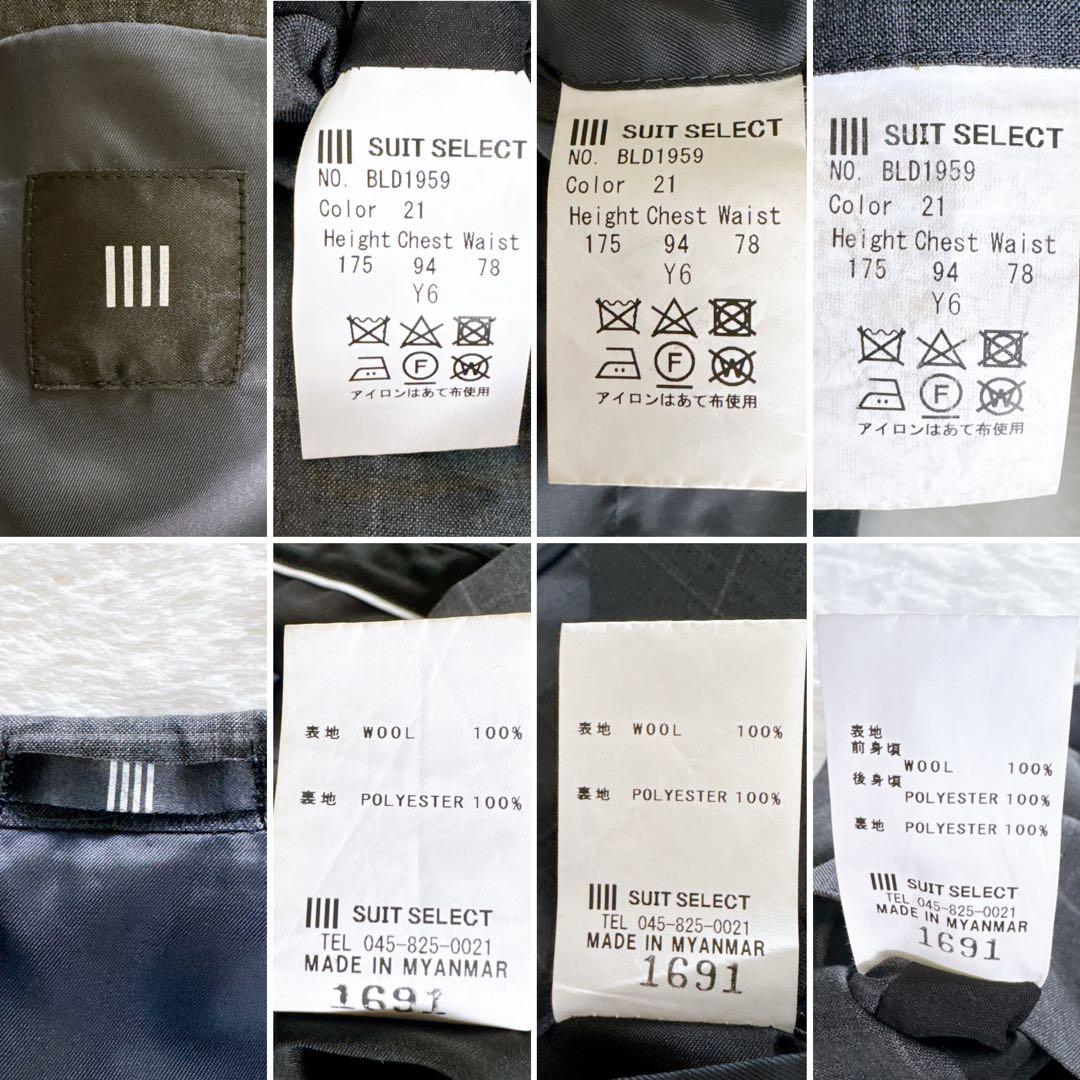 SUIT SELECT
NO. BLD1959
Color 21
Height Chest Waist
175 94 78
Y6
F
W
アイロンはあて布使用
SUIT SELECT
NO. BLD1959
Color 21
Height Chest Waist
175 94 78
Y6
F
W
アイロンはあて布使用
SUIT SELECT
NO. BLD1959
Color 21
Height Chest Waist
175 94 78
Y6
F
W
アイロンはあて布使用
表地 WOOL 100%
裏地 POLYESTER 100%
SUIT SELECT
TEL 045-825-0021
MADE IN MYANMAR
1691
表地 WOOL 100%
裏地 POLYESTER 100%
SUIT SELECT
TEL 045-825-0021
MADE IN MYANMAR
1691
表地
前身頃
WOOL 100%
後身頃
POLYESTER 100%
裏地 POLYESTER 100%
SUIT SELECT
TEL 045-825-0021
MADE IN MYANMAR
1691